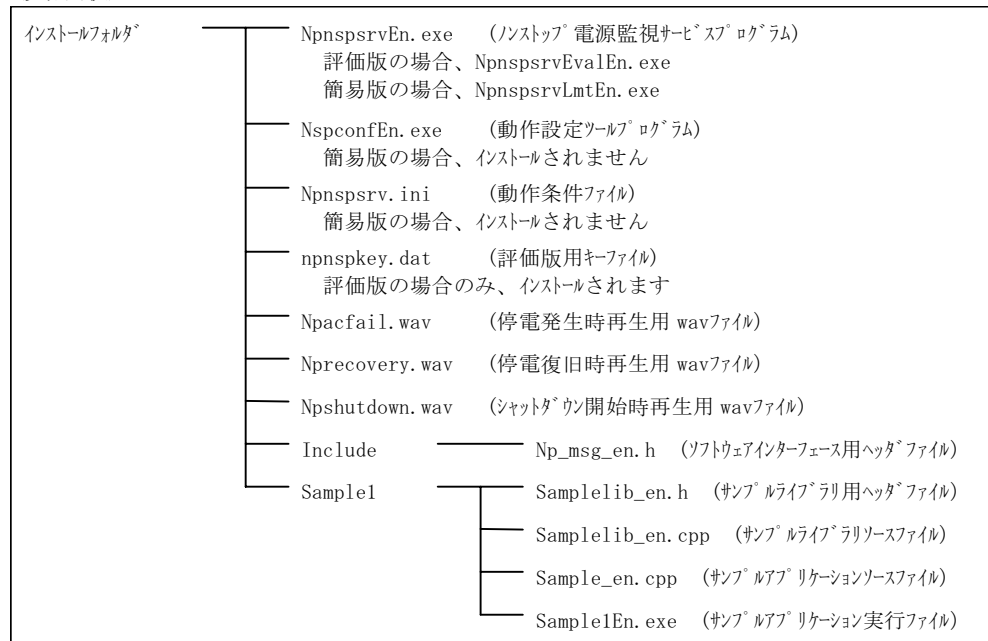 インストールフォルダ
NpnspsrvEn.exe (ノンストップ電源監視サービスプログラム)
評価版の場合、NpnspsrvEvalEn.exe
簡易版の場合、NpnspsrvLmtEn.exe
NspconfEn.exe (動作設定ツールプログラム)
簡易版の場合、インストールされません
Npnspsrv.ini (動作条件ファイル)
簡易版の場合、インストールされません
npnspkey.dat (評価版用キーファイル)
評価版の場合のみ、インストールされます
Npacfail.wav (停電発生時再生用 wavファイル)
Nprecovery.wav (停電復旧時再生用 wavファイル)
Npshutdown.wav (シャットダウン開始時再生用 wavファイル)
Include
Np_msg_en.h (ソフトウェアインターフェース用ヘッダファイル)
Sample1
Samplelib_en.h (サンプルライブラリ用ヘッダファイル)
Samplelib_en.cpp (サンプルライブラリソースファイル)
Sample_en.cpp (サンプルアプリケーションソースファイル)
Sample1En.exe (サンプルアプリケーション実行ファイル)